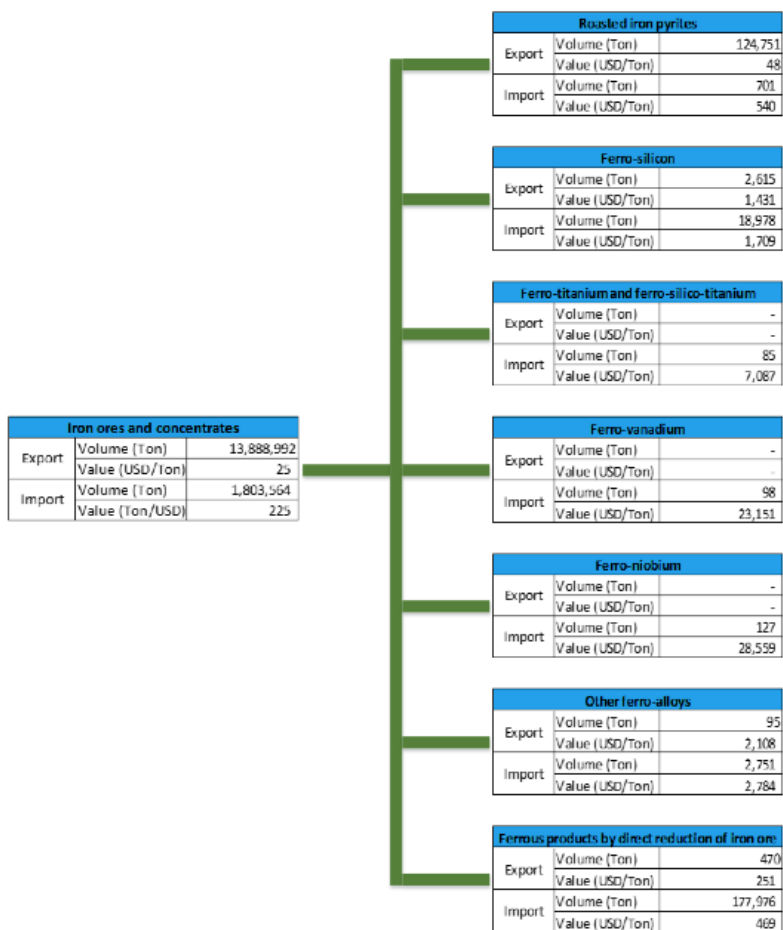 Roasted iron pyrites
Export Volume (Ton) 124,751
Value (USD/Ton) 48
Import Volume (Ton) 701
Value (USD/Ton) 540
Ferro-silicon
Export Volume (Ton) 2,615
Value (USD/Ton) 1,431
Import Volume (Ton) 18,978
Value (USD/Ton) 1,709
Ferro-titanium and ferro-silico-titanium
Export Volume (Ton) -
Value (USD/Ton) -
Import Volume (Ton) 85
Value (USD/Ton) 7,087
Iron ores and concentrates
Export Volume (Ton) 13,888,992
Value (USD/Ton) 25
Import Volume (Ton) 1,803,564
Value (Ton/USD) 225
Ferro-vanadium
Export Volume (Ton) -
Value (USD/Ton) -
Import Volume (Ton) 98
Value (USD/Ton) 23,151
Ferro-niobium
Export Volume (Ton) -
Value (USD/Ton) -
Import Volume (Ton) 127
Value (USD/Ton) 28,559
Other ferro-alloys
Export Volume (Ton) 95
Value (USD/Ton) 2,108
Import Volume (Ton) 2,751
Value (USD/Ton) 2,784
Ferrous products by direct reduction of iron ore
Export Volume (Ton) 470
Value (USD/Ton) 251
Import Volume (Ton) 177,976
Value (USD/Ton) 469